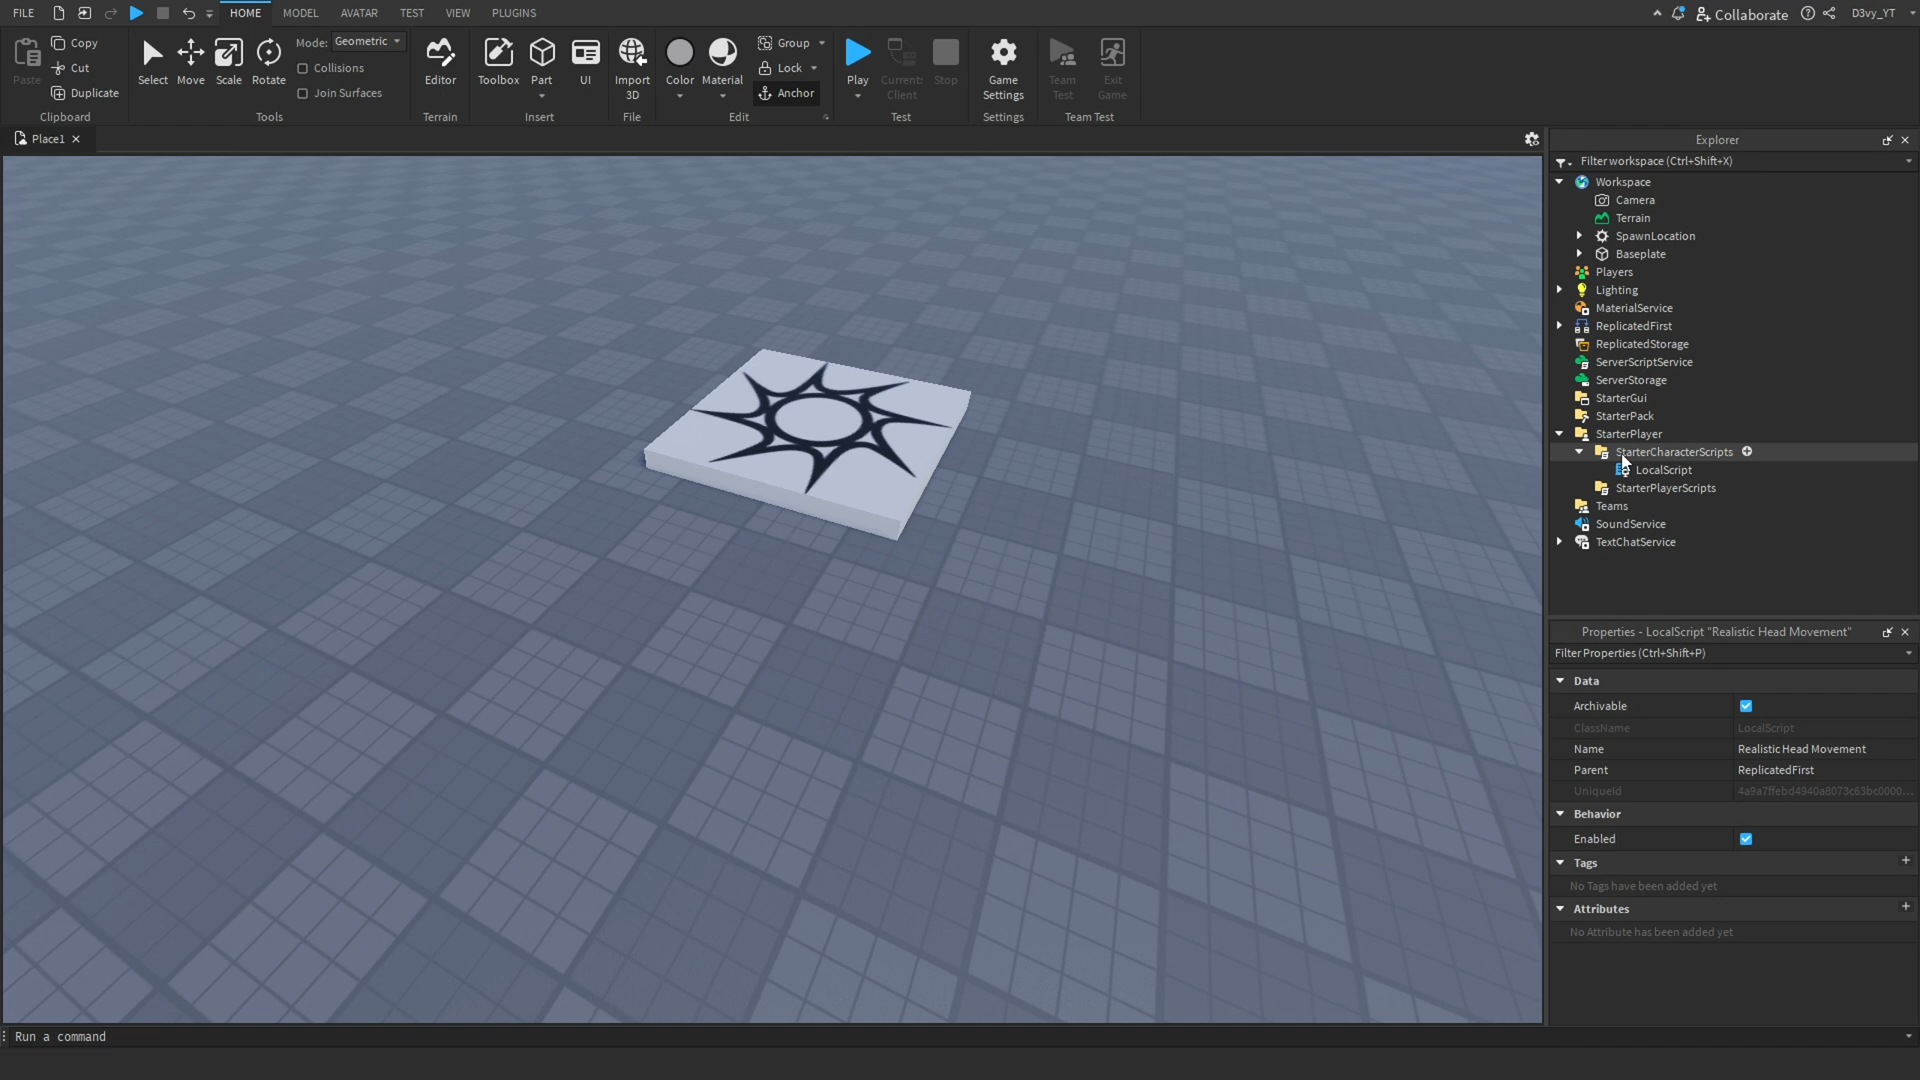 FILE
HOME
MODEL
AVATAR
TEST
VIEW
PLUGINS
Collaborate
D3vy_YT
Paste
Copy
Cut
Duplicate
Clipboard
Select
Move
Scale
Rotate
Mode: Geometric
Collisions
Join Surfaces
Tools
Editor
Terrain
Toolbox
Part
UI
Insert
Import
3D
File
Color
Material
Group
Lock
Anchor
Edit
Play
Current:
Client
Stop
Test
Game
Settings
Settings
Team
Test
Exit
Game
Team Test
Place1
Explorer
Filter workspace (Ctrl+Shift+X)
Workspace
Camera
Terrain
SpawnLocation
Baseplate
Players
Lighting
MaterialService
ReplicatedFirst
ReplicatedStorage
ServerScriptService
ServerStorage
StarterGui
StarterPack
StarterPlayer
StarterCharacterScripts
LocalScript
StarterPlayerScripts
Teams
SoundService
TextChatService
Properties - LocalScript "Realistic Head Movement"
Filter Properties (Ctrl+Shift+P)
Data
Archivable
ClassName LocalScript
Name Realistic Head Movement
Parent ReplicatedFirst
UniqueId 4a9a7ffebd4940a8073c63bc0000...
Behavior
Enabled
Tags
No Tags have been added yet
Attributes
No Attribute has been added yet
Run a command